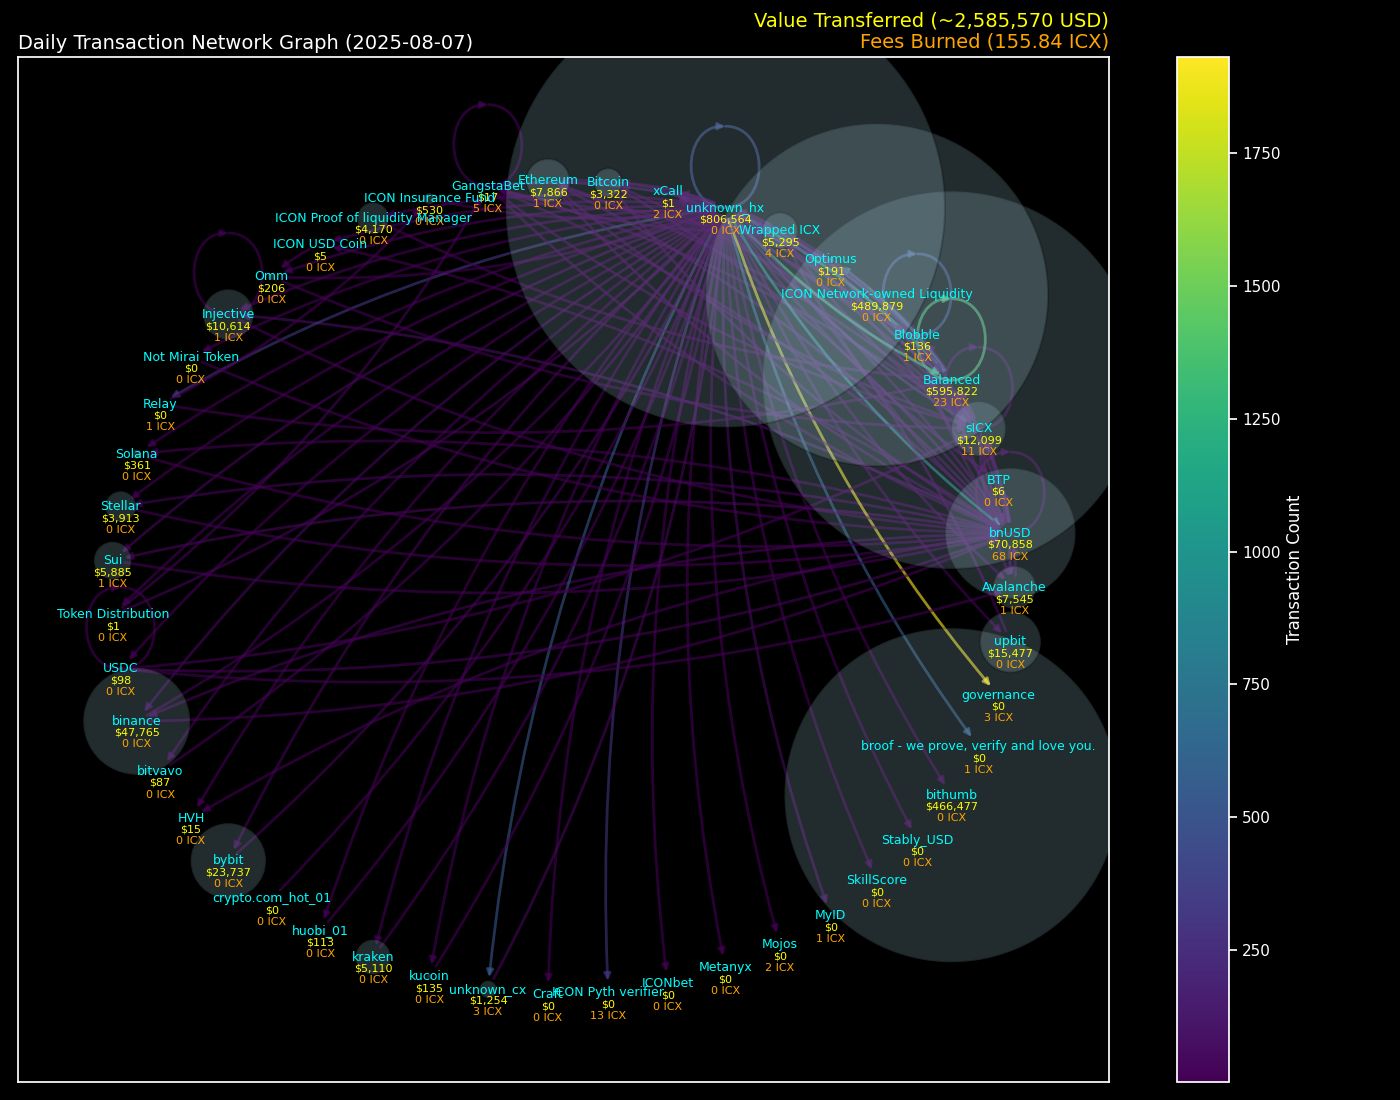 Value Transferred (~2,585,570 USD)
Daily Transaction Network Graph (2025-08-07)
Fees Burned (155.84 ICX)
GangstaBet
$17
5 ICX
Ethereum
$7,866
1 ICX
Bitcoin
$3,322
0 ICX
xCall
$1
2 ICX
unknown_hx
$806,564
0 ICX
Wrapped ICX
$5,295
4 ICX
Optimus
$191
0 ICX
ICON Network-owned Liquidity
$489,879
0 ICX
Blobble
$136
1 ICX
Balanced
$595,822
23 ICX
sICX
$12,099
11 ICX
BTP
$6
0 ICX
bnUSD
$70,858
68 ICX
Avalanche
$7,545
1 ICX
upbit
$15,477
0 ICX
governance
$0
3 ICX
broof - we prove, verify and love you.
$0
1 ICX
bithumb
$466,477
0 ICX
Stably_USD
$0
0 ICX
SkillScore
$0
0 ICX
MyID
$0
1 ICX
Mojos
$0
2 ICX
Metanyx
$0
0 ICX
ICONbet
$0
0 ICX
ICON Pyth verifier
$0
13 ICX
Craft
$0
0 ICX
unknown_cx
$1,254
3 ICX
kucoin
$135
0 ICX
kraken
$5,110
0 ICX
huobi_01
$113
0 ICX
crypto.com_hot_01
$0
0 ICX
bybit
$23,737
0 ICX
HVH
$15
0 ICX
bitvavo
$87
0 ICX
binance
$47,765
0 ICX
USDC
$98
0 ICX
Token Distribution
$1
0 ICX
Sui
$5,885
1 ICX
Stellar
$3,913
0 ICX
Solana
$361
0 ICX
Relay
$0
1 ICX
Not Mirai Token
$0
0 ICX
Injective
$10,614
1 ICX
Omm
$206
0 ICX
ICON USD Coin
$5
0 ICX
ICON Proof of liquidity Manager
$4,170
0 ICX
ICON Insurance Fund
$530
0 ICX
1750
1500
1250
1000
750
500
250
Transaction Count